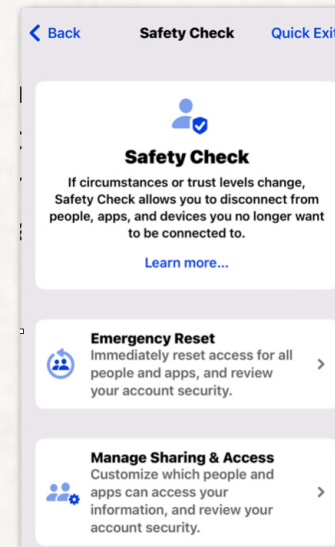 Back Safety Check Quick Exit
Safety Check
If circumstances or trust levels change,
Safety Check allows you to disconnect from
people, apps, and devices you no longer want
to be connected to.
Learn more...
Emergency Reset
Immediately reset access for all
people and apps, and review
your account security.
Manage Sharing & Access
Customize which people and
apps can access your
information, and review your
account security.